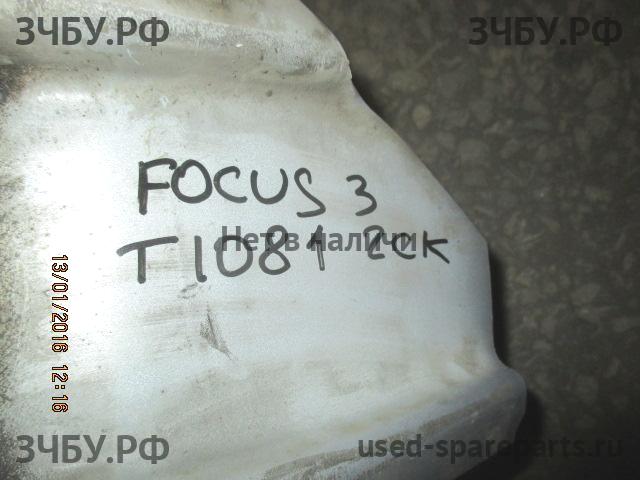 ЗЧБУ.РФ
ЗЧБУ.РФ
FOCUS 3
Нет в наличии
T1081 2СК
13/01/2016 12:16
ЗЧБУ.РФ
used-spareparts.ru